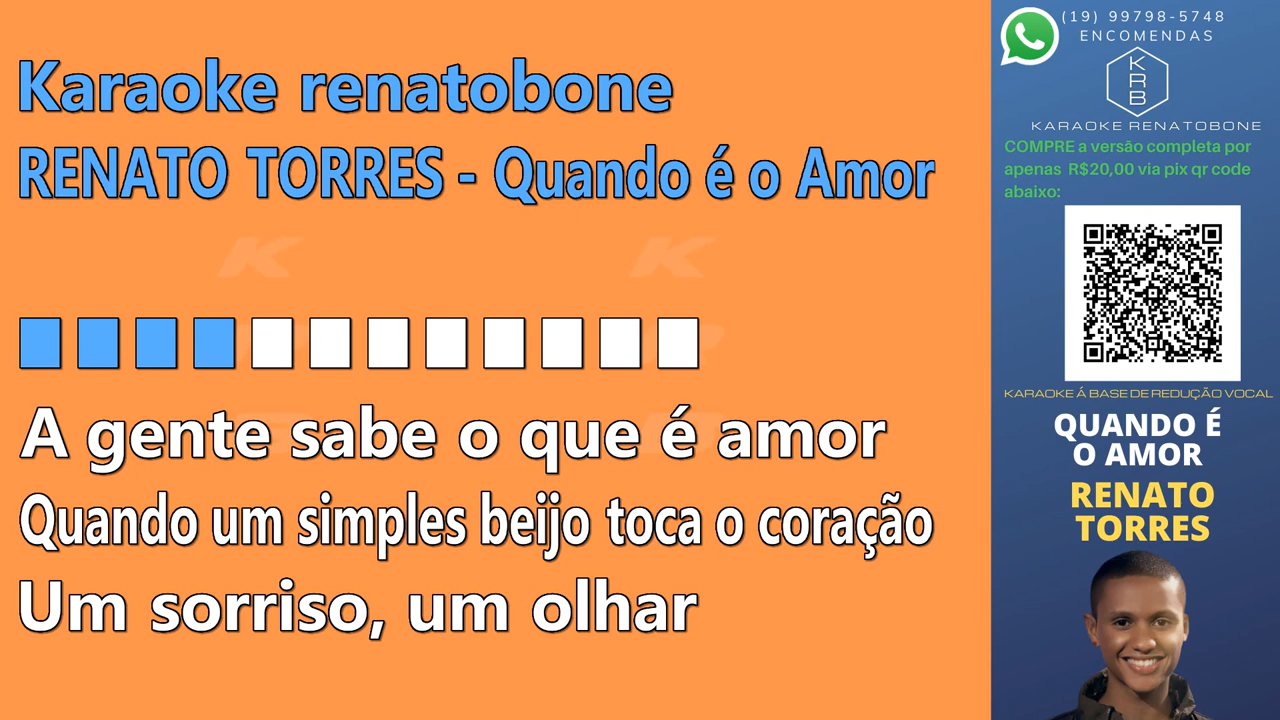 Karaoke renatobone
RENATO TORRES - Quando é o Amor
A gente sabe o que é amor
Quando um simples beijo toca o coração
Um sorriso, um olhar
(19) 99798-5748
ENCOMENDAS
K
R
B
KARAOKE RENATOBONE
COMPRE a versão completa por
apenas R$20,00 via pix qr code
abaixo:
KARAOKE Á BASE DE REDUÇÃO VOCAL
QUANDO É
O AMOR
RENATO
TORRES